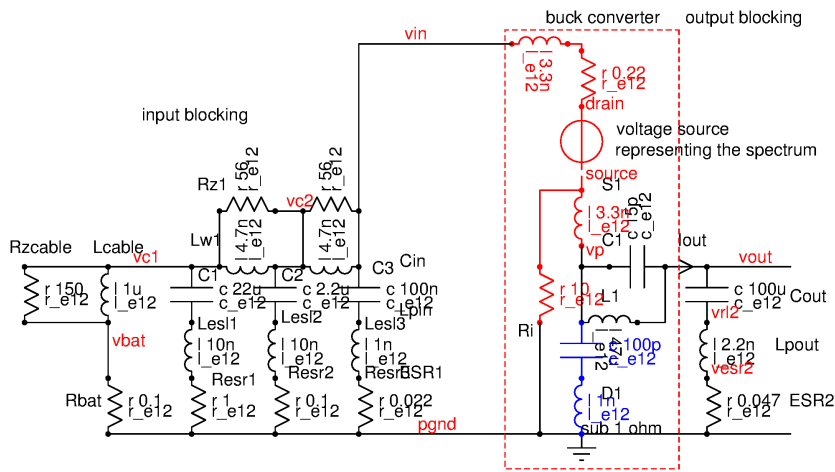 buck converter
output blocking
vin
l 3.3n
l_e12
r 0.22
r_e12
drain
input blocking
voltage source
representing the spectrum
r 56
r_e12
r 56
r_e12
source
Rz1
vc2
S1
l 3.3n
l_e12
c 15p
c_e12
Rzcable
Lcable
vc1
Lw1
l 4.7n
l_e12
l 4.7n
l_e12
C3
Cin
vp
C1
Iout
vout
r 150
r_e12
l 1u
l_e12
C1
c 22u
c_e12
C2
c 2.2u
c_e12
c 100n
c_e12
Lpin
r 10
r_e12
L1
c 100u
c_e12
Cout
vrl2
vbat
Lesl1
Lesl2
Lesl3
Ri
l 10n
l_e12
l 10n
l_e12
l 1n
l_e12
c 100p
c_e12
l 2.2n
l_e12
Lpout
vesr2
Resr1
Resr2
ESR1
Rbat
r 0.1
r_e12
r 1
r_e12
r 0.1
r_e12
r 0.022
r_e12
D1
l 1n
l_e12
r 0.047
r_e12
ESR2
pgnd
sub 1 ohm